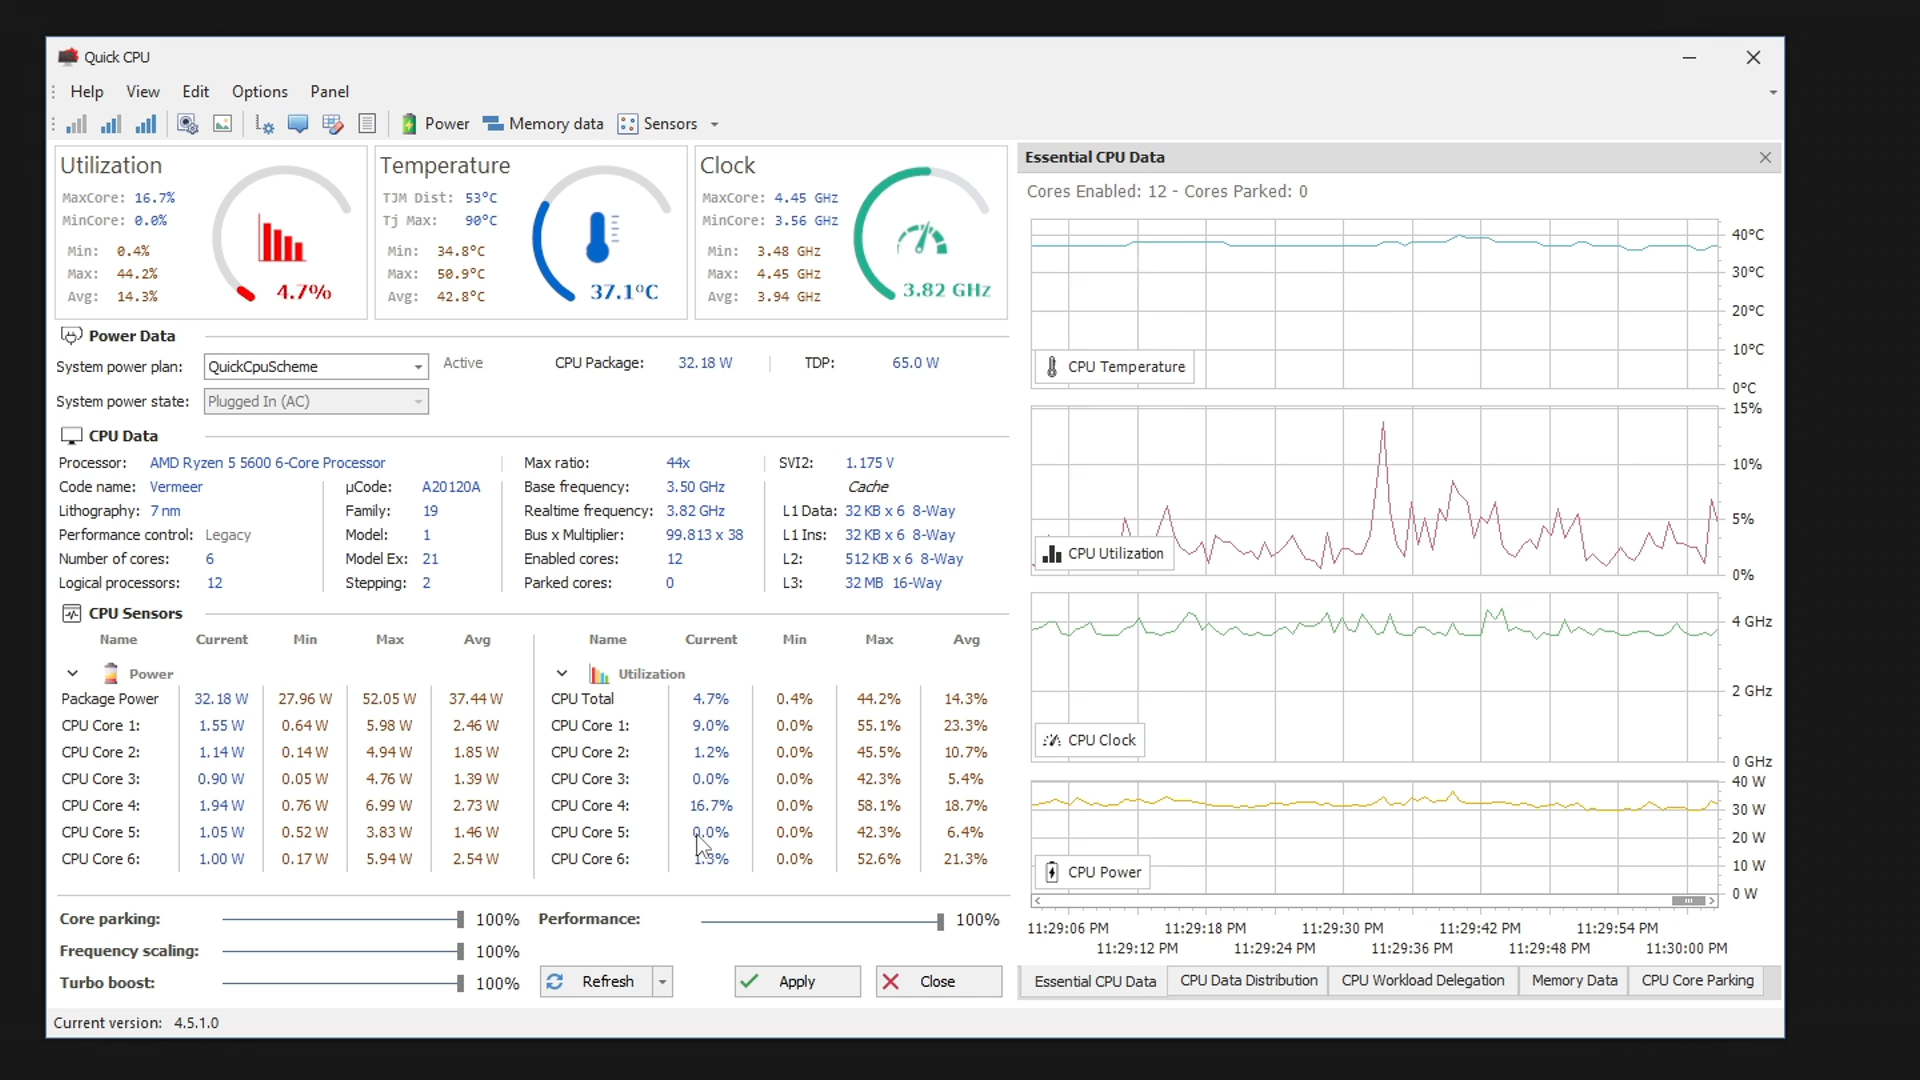 Quick CPU
Help View Edit Options Panel
Power Memory data Sensors
Utilization
MaxCore: 16.7%
MinCore: 0.0%
Min: 0.4%
Max: 44.2%
Avg: 14.3%
4.7%
Temperature
TJM Dist: 53°C
Tj Max: 90°C
Min: 34.8°C
Max: 50.9°C
Avg: 42.8°C
37.1°C
Clock
MaxCore: 4.45 GHz
MinCore: 3.56 GHz
Min: 3.48 GHz
Max: 4.45 GHz
Avg: 3.94 GHz
3.82 GHz
Power Data
System power plan: QuickCpuScheme Active CPU Package: 32.18 W TDP: 65.0 W
System power state: Plugged In (AC)
CPU Data
Processor: AMD Ryzen 5 5600 6-Core Processor Max ratio: 44x SVI2: 1.175 V
Code name: Vermeer µCode: A20120A Base frequency: 3.50 GHz Cache
Lithography: 7 nm Family: 19 Realtime frequency: 3.82 GHz L1 Data: 32 KB x 6 8-Way
Performance control: Legacy Model: 1 Bus x Multiplier: 99.813 x 38 L1 Ins: 32 KB x 6 8-Way
Number of cores: 6 Model Ex: 21 Enabled cores: 12 L2: 512 KB x 6 8-Way
Logical processors: 12 Stepping: 2 Parked cores: 0 L3: 32 MB 16-Way
CPU Sensors
Name Current Min Max Avg
Power
Package Power 32.18 W 27.96 W 52.05 W 37.44 W
CPU Core 1: 1.55 W 0.64 W 5.98 W 2.46 W
CPU Core 2: 1.14 W 0.14 W 4.94 W 1.85 W
CPU Core 3: 0.90 W 0.05 W 4.76 W 1.39 W
CPU Core 4: 1.94 W 0.76 W 6.99 W 2.73 W
CPU Core 5: 1.05 W 0.52 W 3.83 W 1.46 W
CPU Core 6: 1.00 W 0.17 W 5.94 W 2.54 W
Name Current Min Max Avg
Utilization
CPU Total 4.7% 0.4% 44.2% 14.3%
CPU Core 1: 9.0% 0.0% 55.1% 23.3%
CPU Core 2: 1.2% 0.0% 45.5% 10.7%
CPU Core 3: 0.0% 0.0% 42.3% 5.4%
CPU Core 4: 16.7% 0.0% 58.1% 18.7%
CPU Core 5: 0.0% 0.0% 42.3% 6.4%
CPU Core 6: 1.3% 0.0% 52.6% 21.3%
Core parking: 100% Performance: 100%
Frequency scaling: 100%
Turbo boost: 100% Refresh Apply Close
Current version: 4.5.1.0
Essential CPU Data
Cores Enabled: 12 - Cores Parked: 0
40°C
30°C
20°C
10°C
CPU Temperature
0°C
15%
10%
5%
CPU Utilization
0%
4 GHz
2 GHz
CPU Clock
0 GHz
40 W
30 W
20 W
10 W
CPU Power
0 W
11:29:06 PM 11:29:18 PM 11:29:30 PM 11:29:42 PM 11:29:54 PM
11:29:12 PM 11:29:24 PM 11:29:36 PM 11:29:48 PM 11:30:00 PM
Essential CPU Data CPU Data Distribution CPU Workload Delegation Memory Data CPU Core Parking